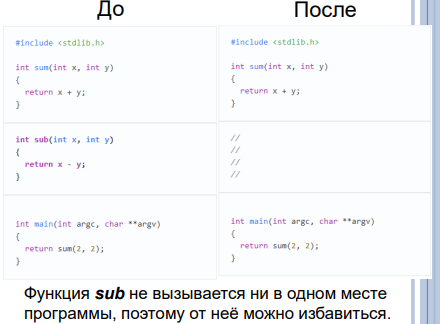 До
#include <stdlib.h>
int sum(int x, int y)
{
return x + y;
}
int sub(int x, int y)
{
return x - y;
}
int main(int argc, char **argv)
{
return sum(2, 2);
}
После
#include <stdlib.h>
int sum(int x, int y)
{
return x + y;
}
//
//
//
//
int main(int argc, char **argv)
{
return sum(2, 2);
}
Функция sub не вызывается ни в одном месте
программы, поэтому от неё можно избавиться.